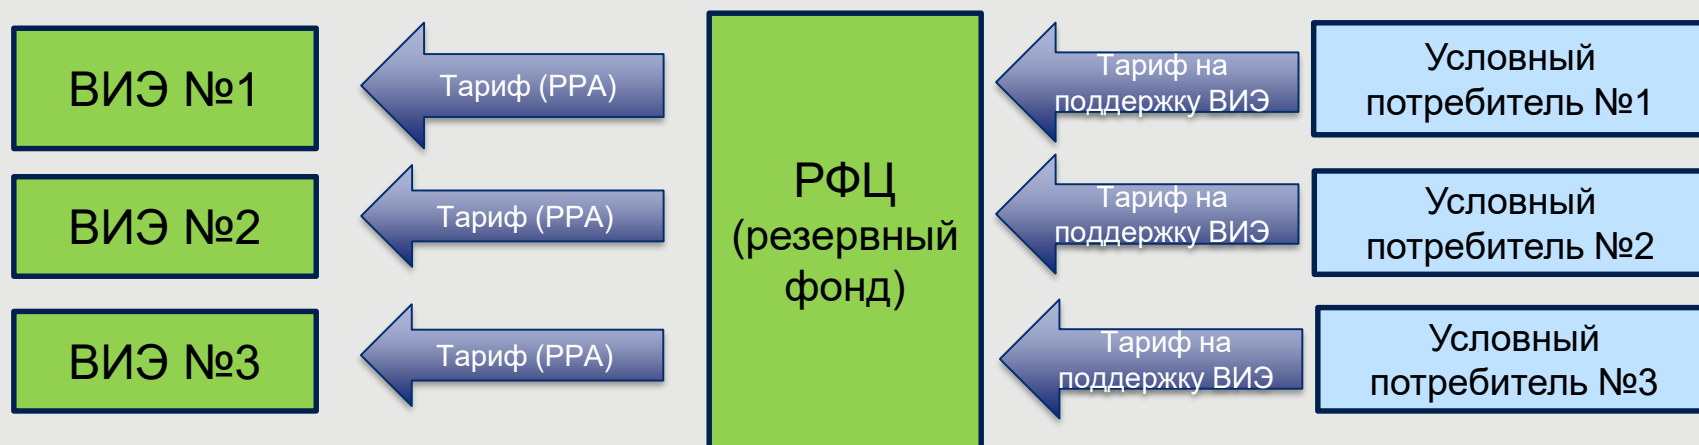 ВИЭ №1
Тариф (PPA)
Тариф на
поддержку ВИЭ
Условный
потребитель №1
ВИЭ №2
Тариф (PPA)
РФЦ
(резервный
фонд)
Тариф на
поддержку ВИЭ
Условный
потребитель №2
ВИЭ №3
Тариф (PPA)
Тариф на
поддержку ВИЭ
Условный
потребитель №3